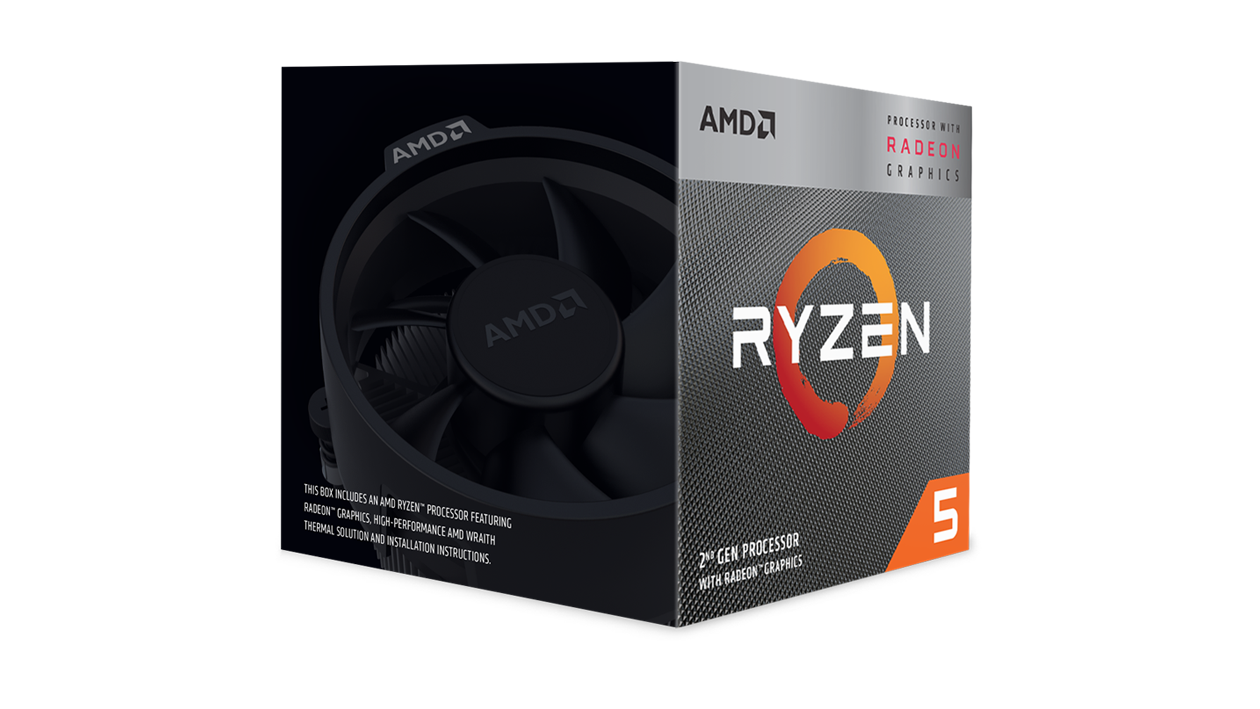 AMD
AMD
THIS BOX INCLUDES AN AMD RYZEN™ PROCESSOR FEATURING
RADEON™ GRAPHICS, HIGH-PERFORMANCE AMD WRAITH
THERMAL SOLUTION AND INSTALLATION INSTRUCTIONS.
AMD
PROCESSOR WITH
RADEON
GRAPHICS
RYZEN
5
2ND GEN PROCESSOR
WITH RADEON™ GRAPHICS